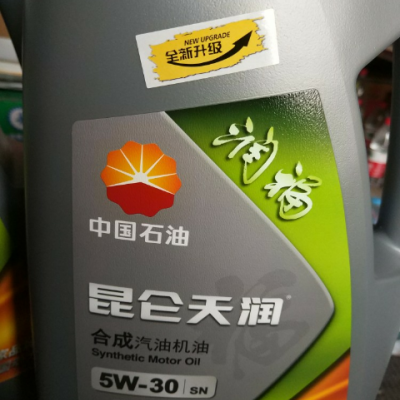 NEW UPGRADE
全新升级
润福
中国石油
昆仑天润®
合成汽油机油
Synthetic Motor Oil
5W-30 SN